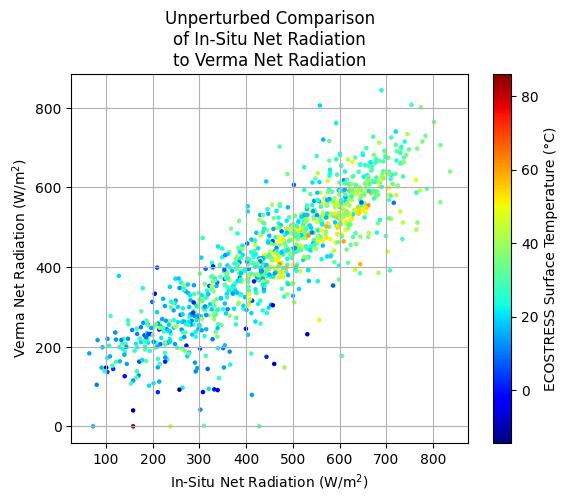 Unperturbed Comparison
of In-Situ Net Radiation
to Verma Net Radiation
800
600
400
200
0
Verma Net Radiation (W/m²)
100 200 300 400 500 600 700 800
In-Situ Net Radiation (W/m²)
80
60
40
20
0
ECOSTRESS Surface Temperature (°C)